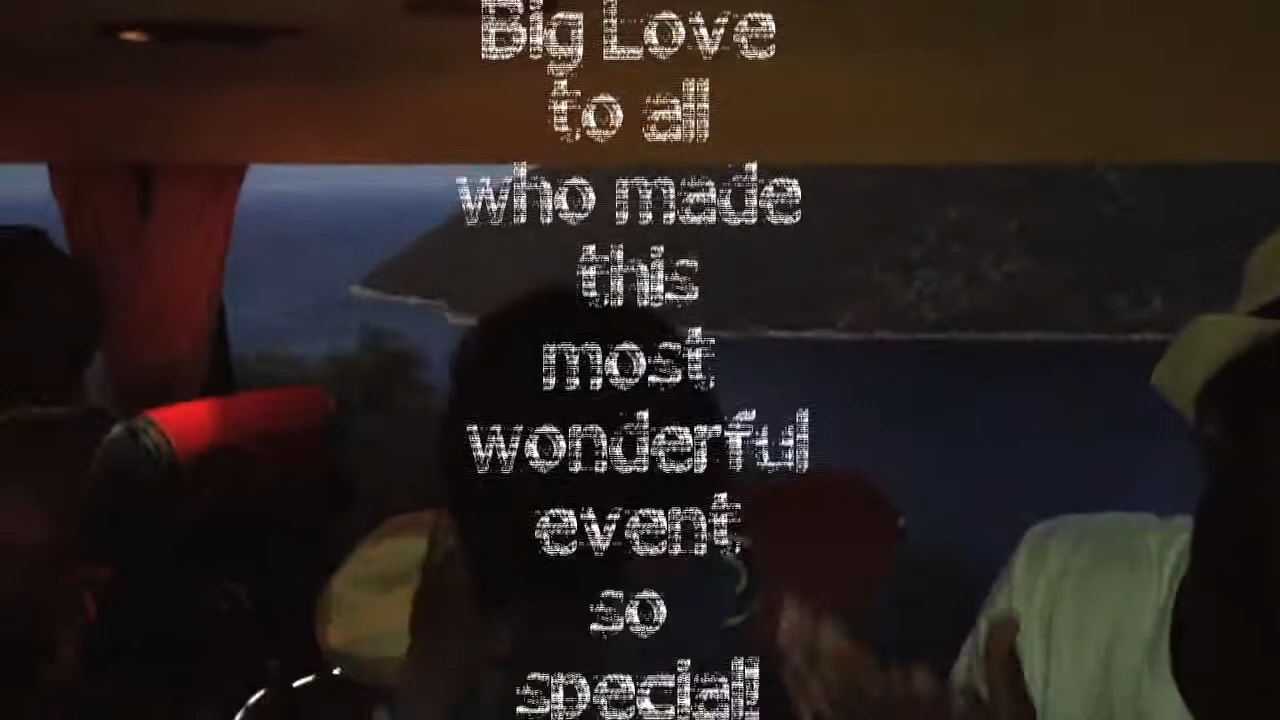 Big Love
to all
who made
this
most
wonderful
event
so
special!